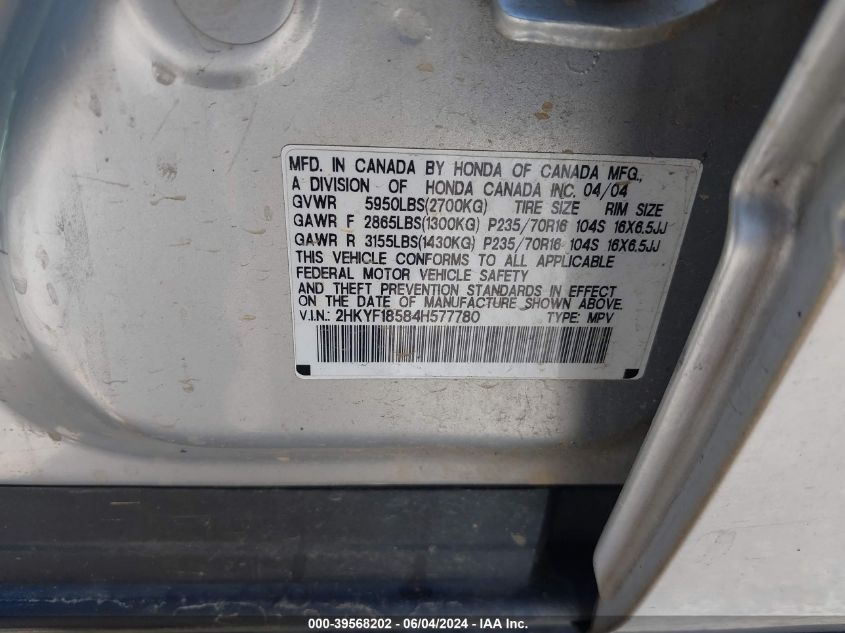 MFD. IN CANADA BY HONDA OF CANADA MFG.,
A DIVISION OF HONDA CANADA INC. 04/04
GVWR 5950LBS(2700KG) TIRE SIZE RIM SIZE
GAWR F 2865LBS(1300KG) P235/70R16 104S 16X6.5JJ
GAWR R 3155LBS(1430KG) P235/70R16 104S 16X6.5JJ
THIS VEHICLE CONFORMS TO ALL APPLICABLE
FEDERAL MOTOR VEHICLE SAFETY
AND THEFT PREVENTION STANDARDS IN EFFECT
ON THE DATE OF MANUFACTURE SHOWN ABOVE.
V.I.N.: 2HKYF18584H577780 TYPE: MPV
000-39568202 - 06/04/2024 - IAA Inc.